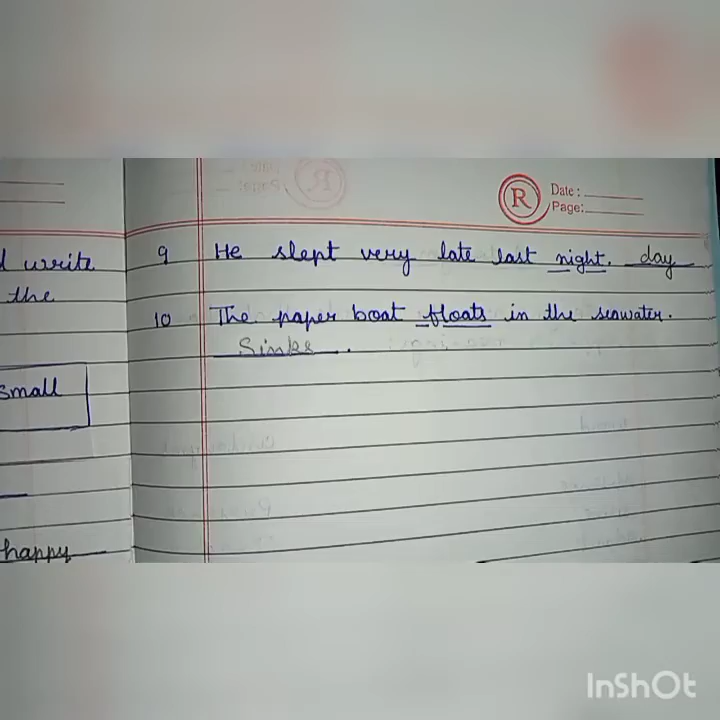 write
the
small
happy
R
Date :
Page:
9 He slept very late last night. day
10 The paper boat floats in the seawater.
Sinks .
InShOt